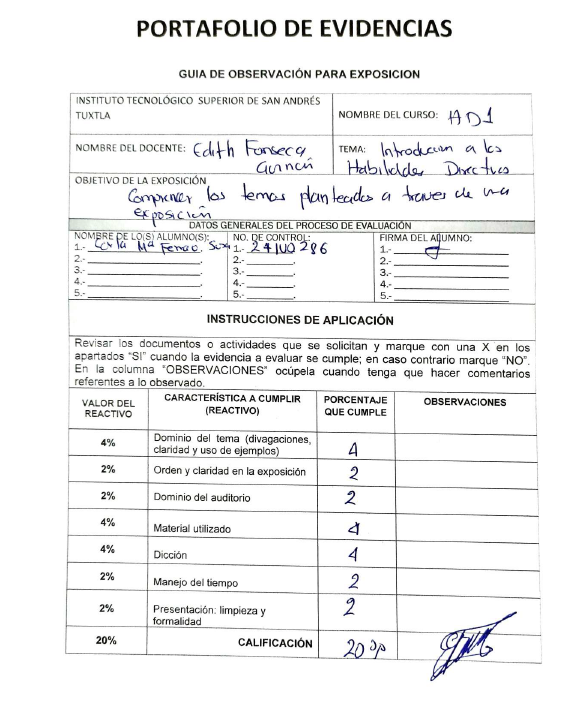 PORTAFOLIO DE EVIDENCIAS
GUIA DE OBSERVACIÓN PARA EXPOSICION
INSTITUTO TECNOLÓGICO SUPERIOR DE SAN ANDRÉS TUXTLA
NOMBRE DEL CURSO: AD1
NOMBRE DEL DOCENTE: Edith Fonseca
TEMA: Introducción a las Habilidades Directivas
OBJETIVO DE LA EXPOSICIÓN
Comprender los temas planteados a traves de una exposición
DATOS GENERALES DEL PROCESO DE EVALUACIÓN
NOMBRE DE LO(S) ALUMNO(S):
1.- Mª
2.-
3.-
4.-
5.-
NO. DE CONTROL:
1.- 241U0286
2.-
3.-
4.-
5.-
FIRMA DEL ALUMNO:
1.-
2.-
3.-
4.-
5.-
INSTRUCCIONES DE APLICACIÓN
Revisar los documentos o actividades que se solicitan y marque con una X en los
apartados “SI” cuando la evidencia a evaluar se cumple; en caso contrario marque “NO”.
En la columna “OBSERVACIONES” ocúpela cuando tenga que hacer comentarios
referentes a lo observado.
VALOR DEL REACTIVO CARACTERÍSTICA A CUMPLIR (REACTIVO) PORCENTAJE QUE CUMPLE OBSERVACIONES
4% Dominio del tema (divagaciones, claridad y uso de ejemplos) 4
2% Orden y claridad en la exposición 2
2% Dominio del auditorio 2
4% Material utilizado 4
4% Dicción 4
2% Manejo del tiempo 2
2% Presentación: limpieza y formalidad 2
20% CALIFICACIÓN 20%